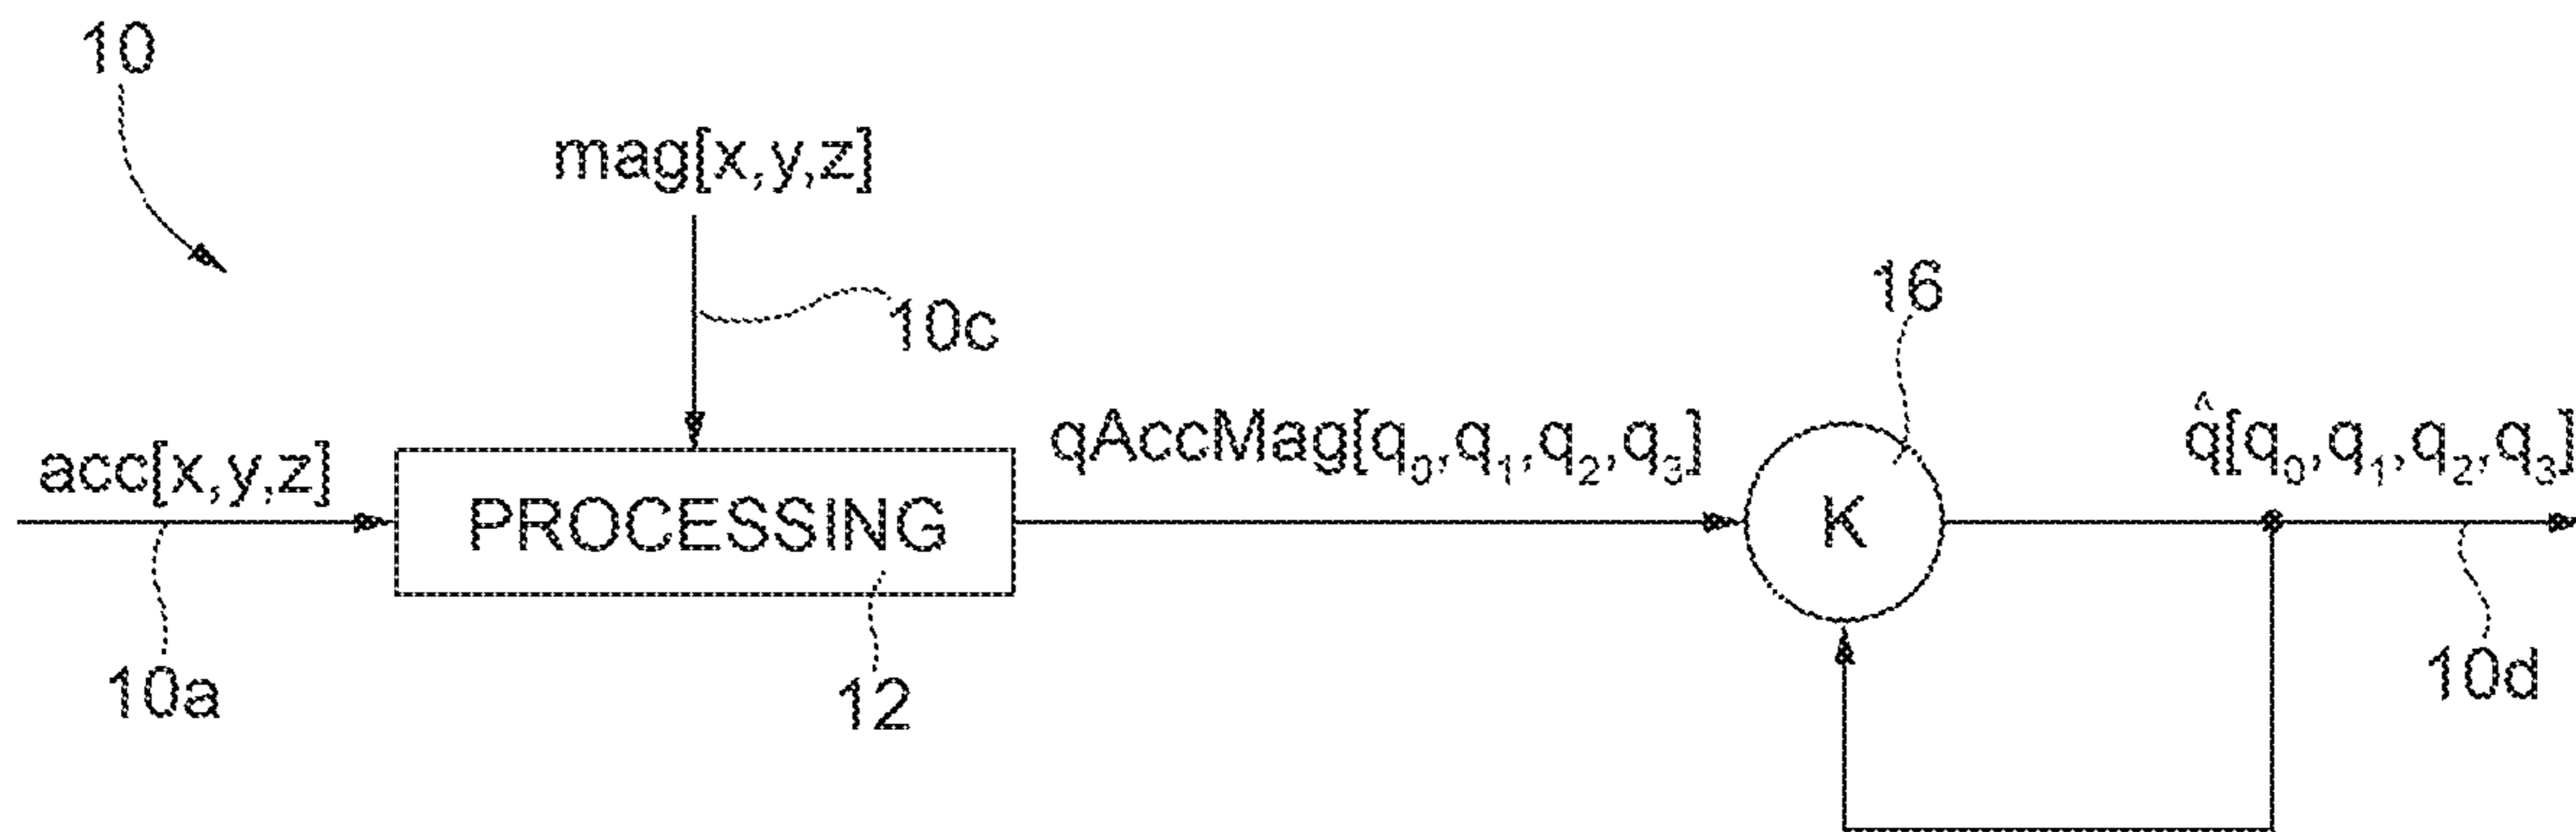 10
mag[x,y,z]
10c
16
acc[x,y,z]
PROCESSING
qAccMag[q₀,q₁,q₂,q₃]
K
q̂[q₀,q₁,q₂,q₃]
10a
12
10d